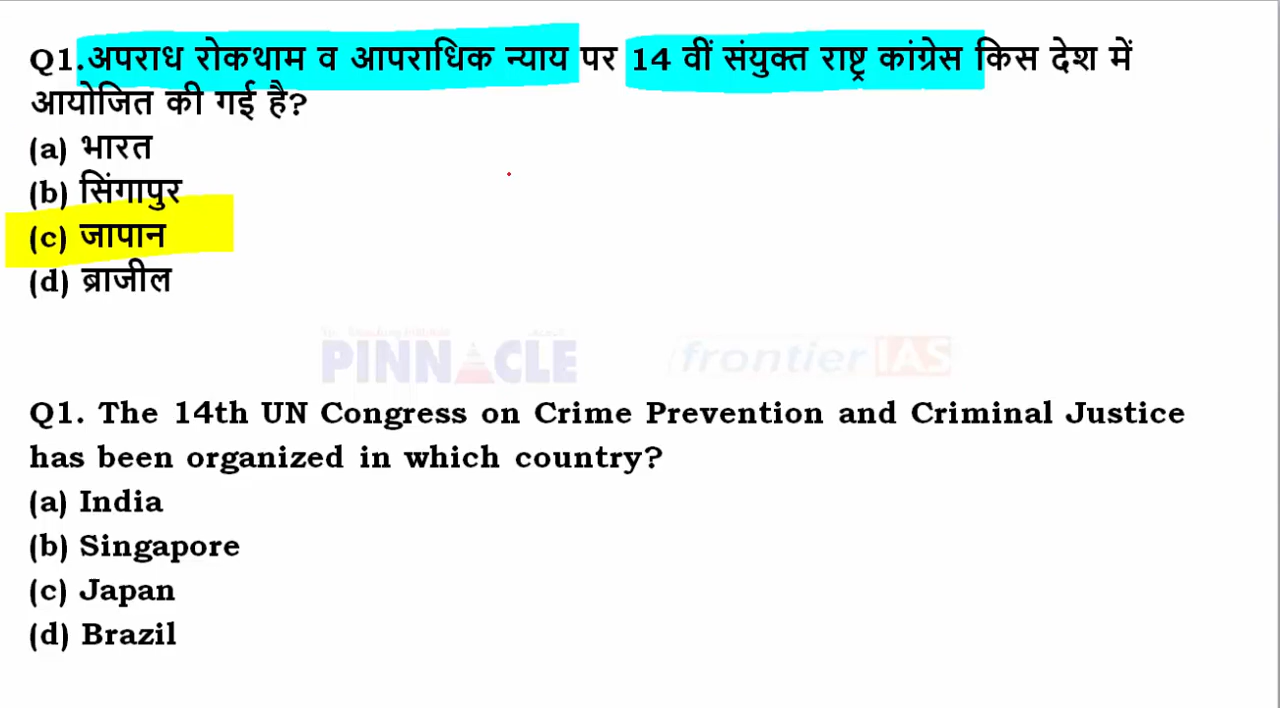 Q1.अपराध रोकथाम व आपराधिक न्याय पर 14 वीं संयुक्त राष्ट्र कांग्रेस किस देश में
आयोजित की गई है?
(a) भारत
(b) सिंगापुर
(c) जापान
(d) ब्राजील
PINNACLE frontier IAS
Q1. The 14th UN Congress on Crime Prevention and Criminal Justice
has been organized in which country?
(a) India
(b) Singapore
(c) Japan
(d) Brazil